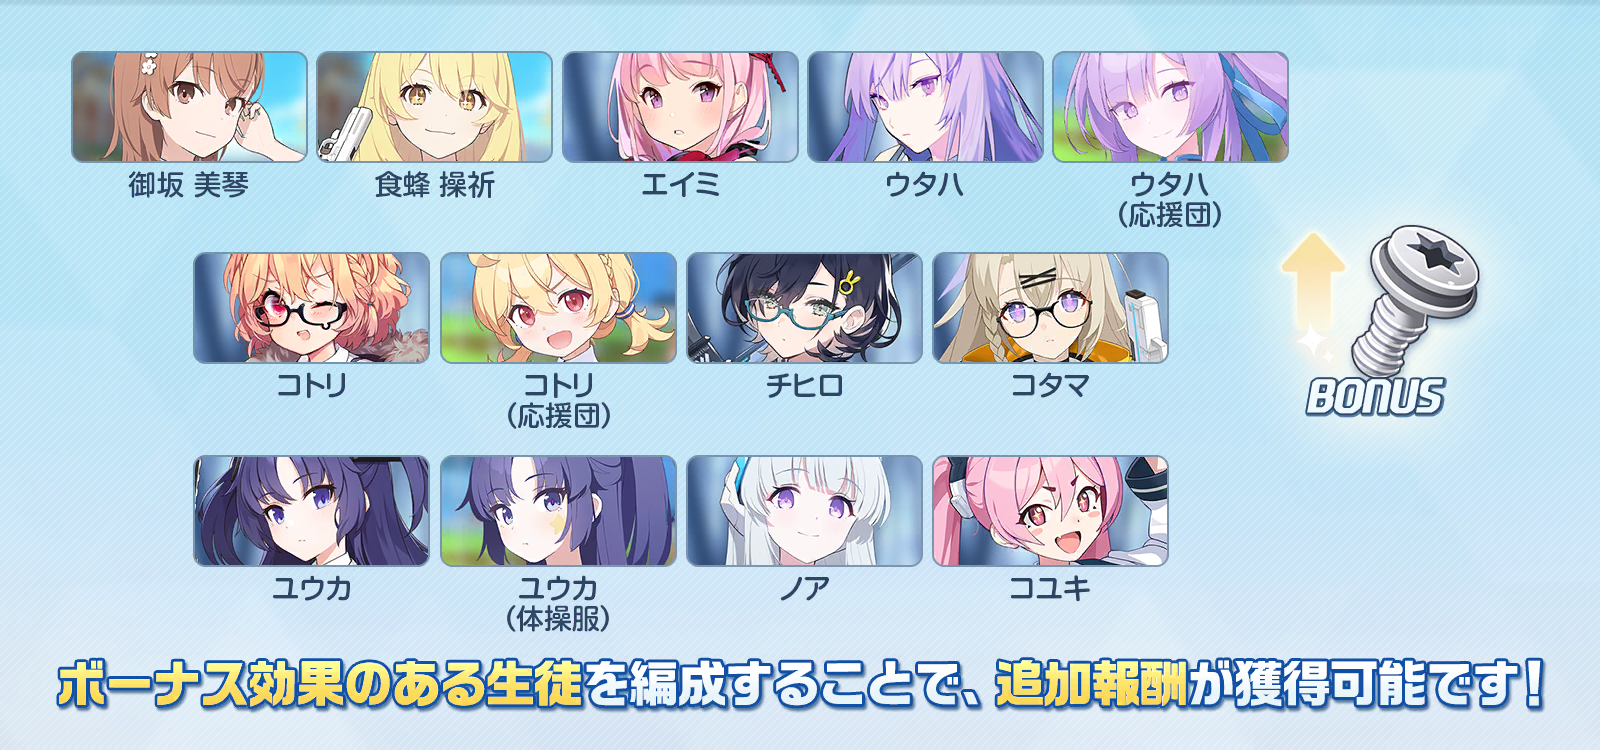 御坂 美琴
食蜂 操祈
エイミ
ウタハ
ウタハ
(応援団)
コトリ
コトリ
(応援団)
チヒロ
コタマ
BONUS
ユウカ
ユウカ
(体操服)
ノア
コユキ
ボーナス効果のある生徒を編成することで、追加報酬が獲得可能です!